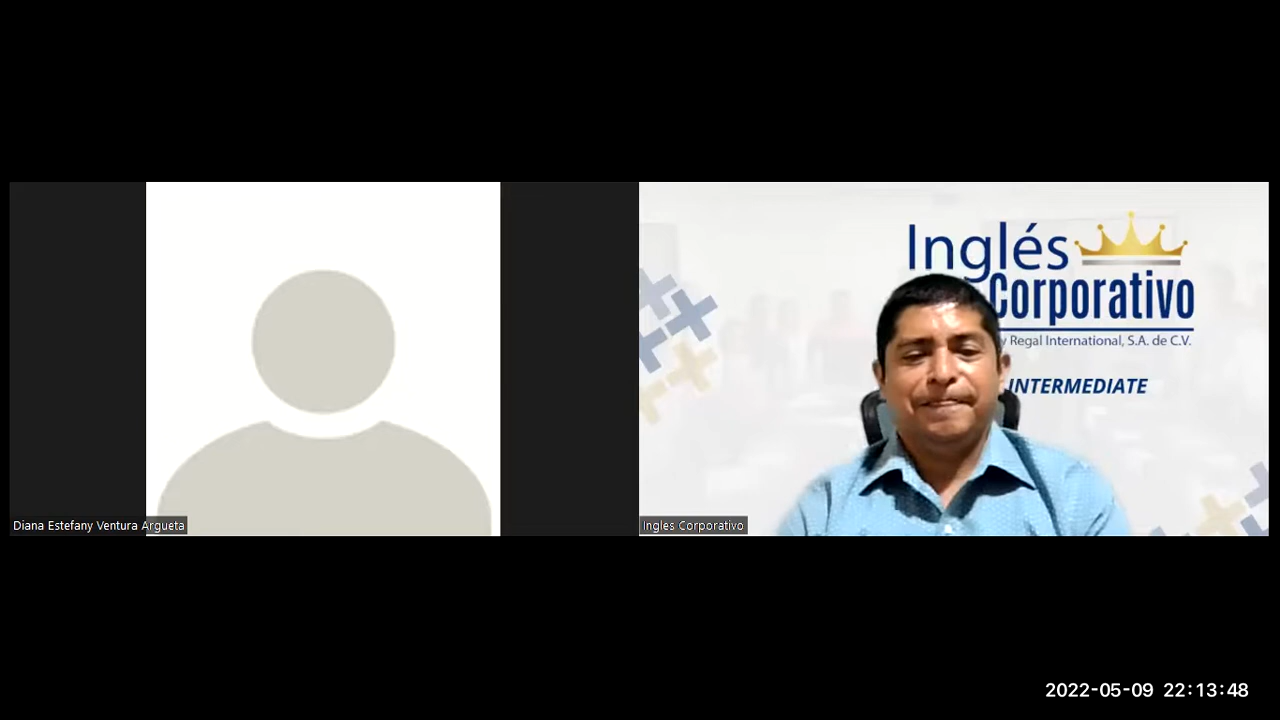 Diana Estefany Ventura Argueta
Inglés
Corporativo
y Regal International, S.A. de C.V.
INTERMEDIATE
Ingles Corporativo
2022-05-09 22:13:48